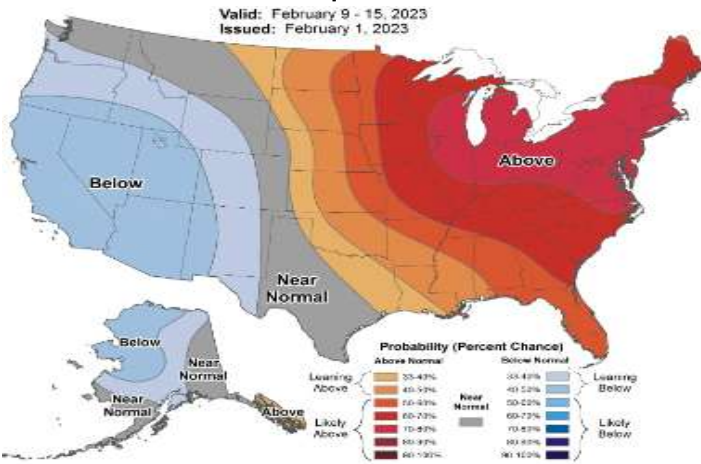 Valid: February 9 - 15, 2023
Issued: February 1, 2023
Below
Above
Near
Normal
Below
Near
Normal
Near
Normal
Above
Probability (Percent Chance)
Above Normal
Below Normal
Leaning
Above
33-40%
40-50%
Likely
Above
50-60%
60-70%
70-80%
80-90%
90-100%
Near
Normal
33-40%
40-50%
Leaning
Below
50-60%
60-70%
70-80%
80-90%
90-100%
Likely
Below